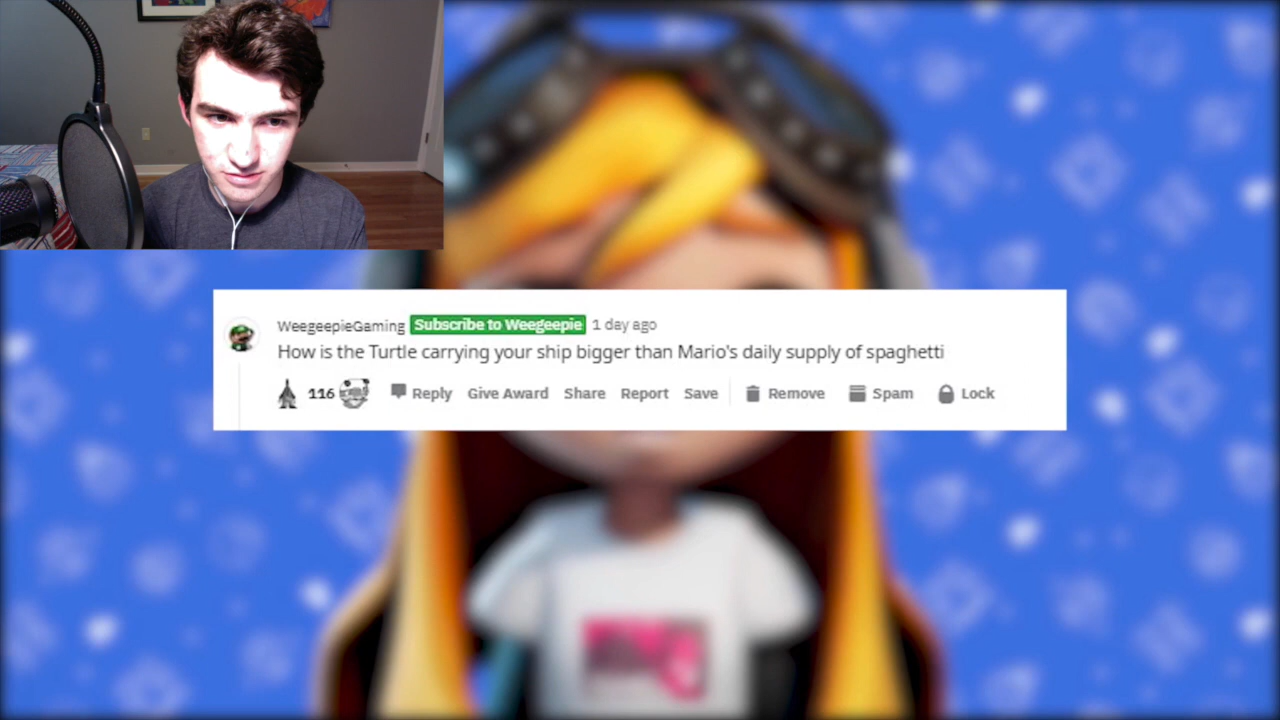 WeegeepieGaming Subscribe to Weegeepie 1 day ago
How is the Turtle carrying your ship bigger than Mario's daily supply of spaghetti
116 Reply Give Award Share Report Save Remove Spam Lock